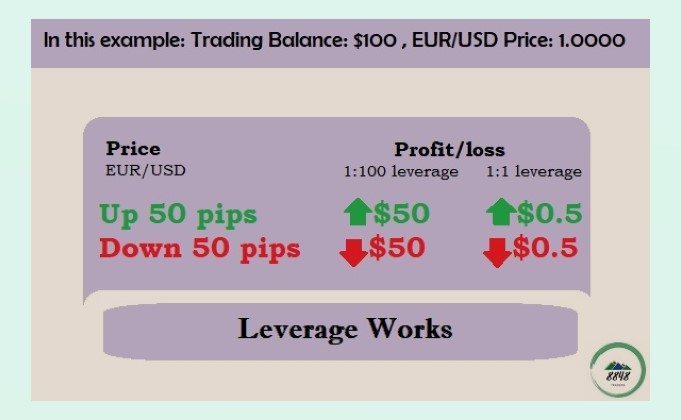 In this example: Trading Balance: $100 , EUR/USD Price: 1.0000
Price Profit/loss
EUR/USD 1:100 leverage 1:1 leverage
Up 50 pips $50 $0.5
Down 50 pips $50 $0.5
Leverage Works
8848